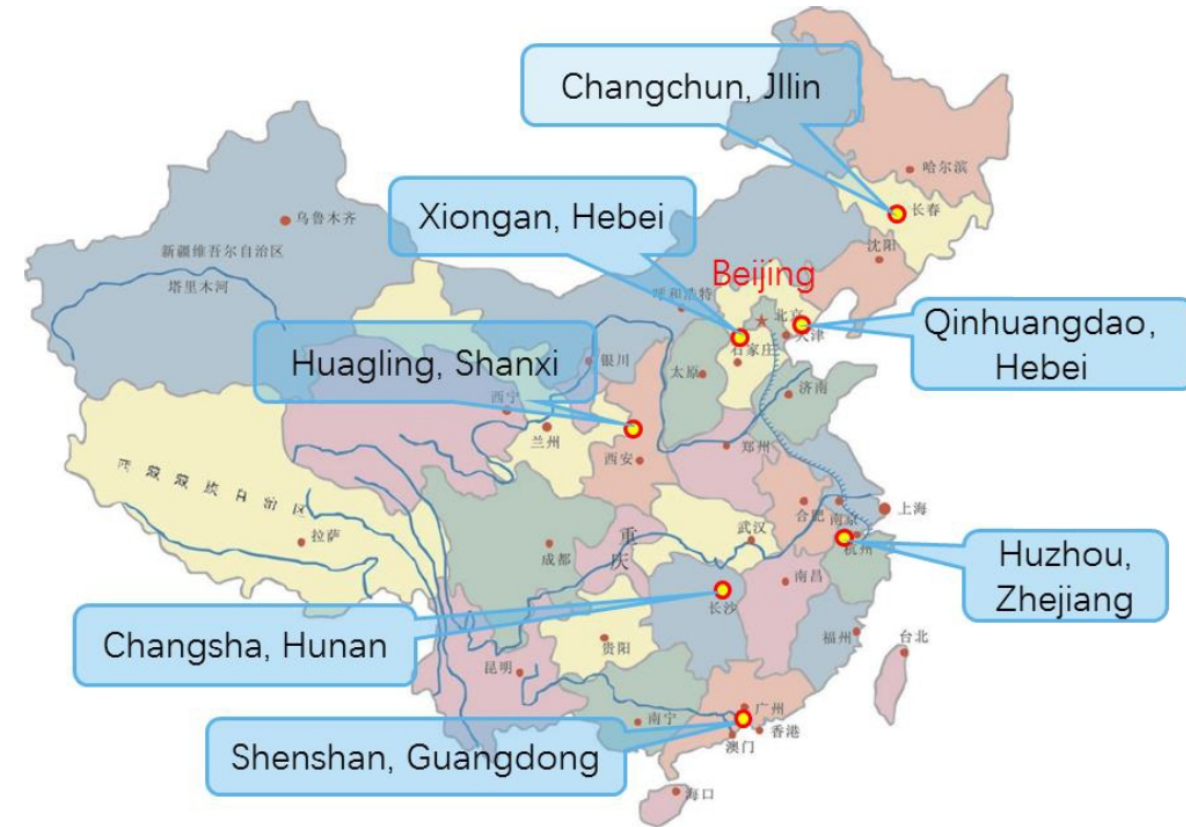 Changchun, JIlin
哈尔滨
Xiongan, Hebei
长春
乌鲁木齐
沈阳
新疆维吾尔自治区
Beijing
塔里木河
呼和浩特
北京
Qinhuangdao,
Hebei
天津
石家庄
Huagling, Shanxi
银川
太原
济南
西宁
兰州
郑州
西安
西藏藏族自治区
上海
合肥
南京
武汉
重庆
拉萨
成都
杭州
Huzhou,
Zhejiang
南昌
长沙
Changsha, Hunan
福州
台北
贵阳
昆明
广州
南宁
香港
澳门
Shenshan, Guangdong
海口